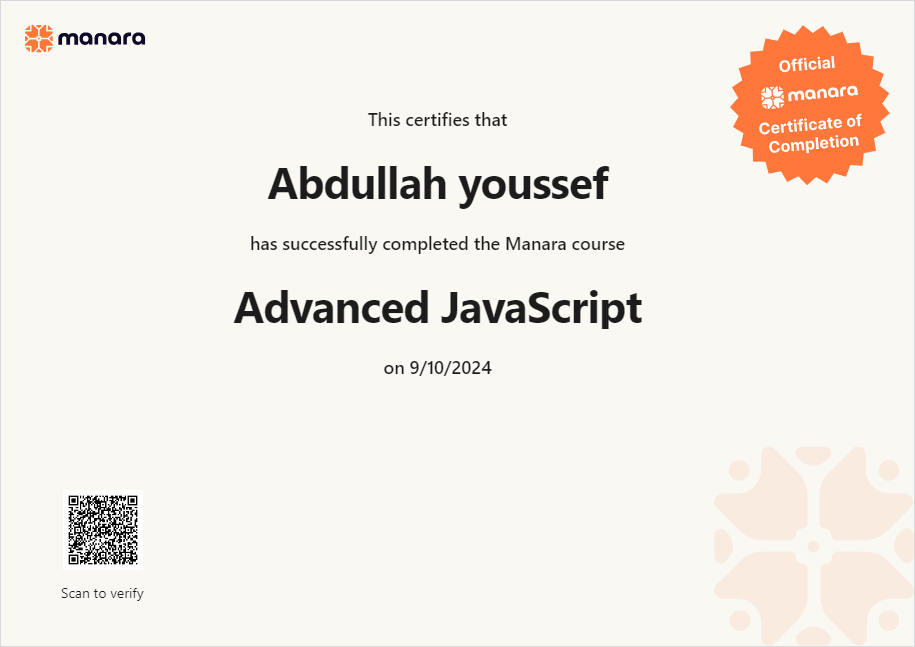 manara
Official
manara
Certificate of
Completion
This certifies that
Abdullah youssef
has successfully completed the Manara course
Advanced JavaScript
on 9/10/2024
Scan to verify